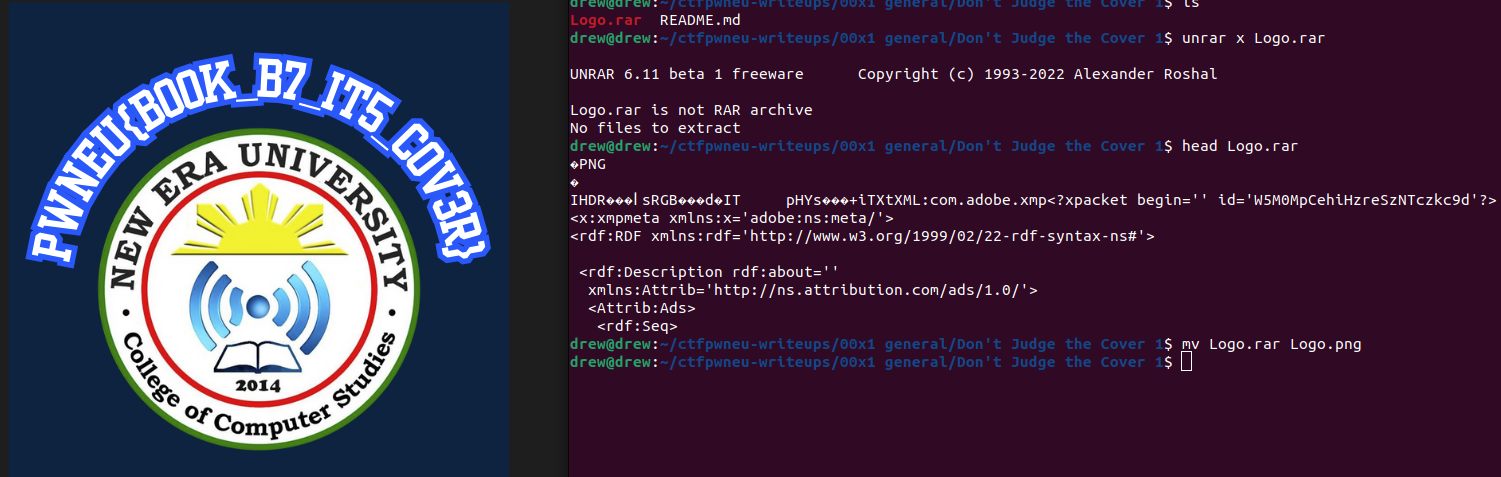 PWNEU{B00K_B7_IT5_C0V3R}
NEW ERA UNIVERSITY
2014
College of Computer Studies
drew@drew:~/ctfpwneu-writeups/00x1 general/Don't Judge the Cover 1$ ls
Logo.rar  README.md
drew@drew:~/ctfpwneu-writeups/00x1 general/Don't Judge the Cover 1$ unrar x Logo.rar
UNRAR 6.11 beta 1 freeware      Copyright (c) 1993-2022 Alexander Roshal
Logo.rar is not RAR archive
No files to extract
drew@drew:~/ctfpwneu-writeups/00x1 general/Don't Judge the Cover 1$ head Logo.rar
�PNG
�
IHDR���l sRGB���d�IT     pHYs���+iTXtXML:com.adobe.xmp<?xpacket begin='' id='W5M0MpCehiHzreSzNTczkc9d'?>
<x:xmpmeta xmlns:x='adobe:ns:meta/'>
<rdf:RDF xmlns:rdf='http://www.w3.org/1999/02/22-rdf-syntax-ns#'>
<rdf:Description rdf:about=''
xmlns:Attrib='http://ns.attribution.com/ads/1.0/'>
<Attrib:Ads>
<rdf:Seq>
drew@drew:~/ctfpwneu-writeups/00x1 general/Don't Judge the Cover 1$ mv Logo.rar Logo.png
drew@drew:~/ctfpwneu-writeups/00x1 general/Don't Judge the Cover 1$